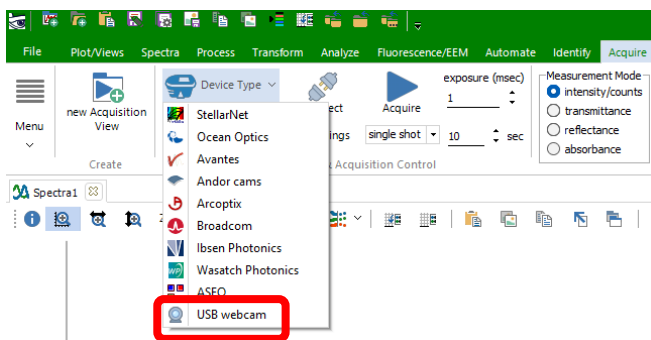 File Plot/Views Spectra Process Transform Analyze Fluorescence/EEM Automate Identify Acquire
Menu
new Acquisition
View
Create
Device Type
StellarNet
Ocean Optics
Avantes
Andor cams
Arcoptix
Broadcom
Ibsen Photonics
Wasatch Photonics
ASEQ
USB webcam
ect
ings
Acquire
single shot
exposure (msec)
1
10 sec
& Acquisition Control
Measurement Mode
intensity/counts
transmittance
reflectance
absorbance
Spectra1